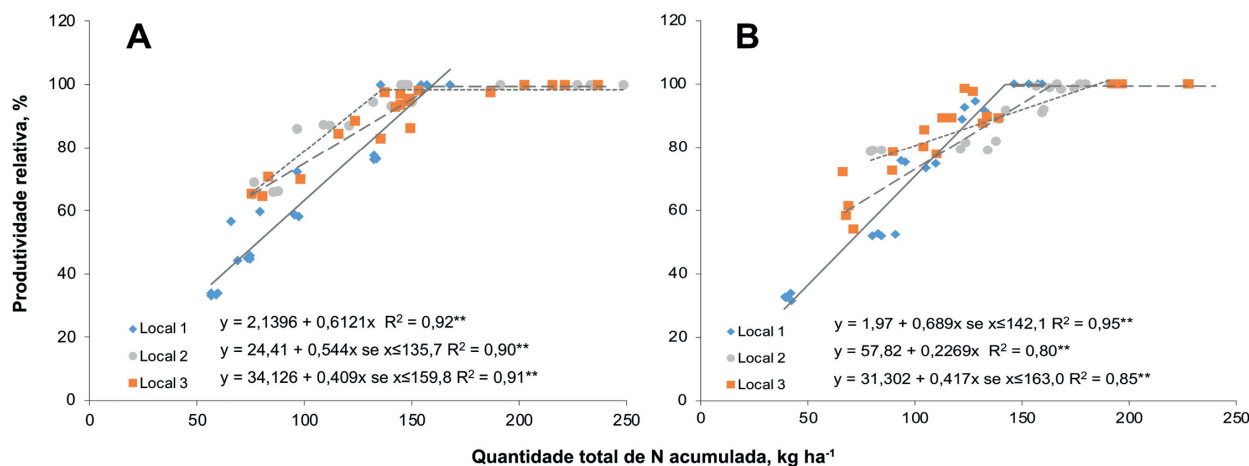 A
B
Produtividade relativa, %
120
100
80
60
40
20
0
0 50 100 150 200 250
Local 1 y = 2,1396 + 0,6121x R² = 0,92**
Local 2 y = 24,41 + 0,544x se x≤135,7 R² = 0,90**
Local 3 y = 34,126 + 0,409x se x≤159,8 R² = 0,91**
120
100
80
60
40
20
0
0 50 100 150 200 250
Local 1 y = 1,97 + 0,689x se x≤142,1 R² = 0,95**
Local 2 y = 57,82 + 0,2269x R² = 0,80**
Local 3 y = 31,302 + 0,417x se x≤163,0 R² = 0,85**
Quantidade total de N acumulada, kg ha⁻¹